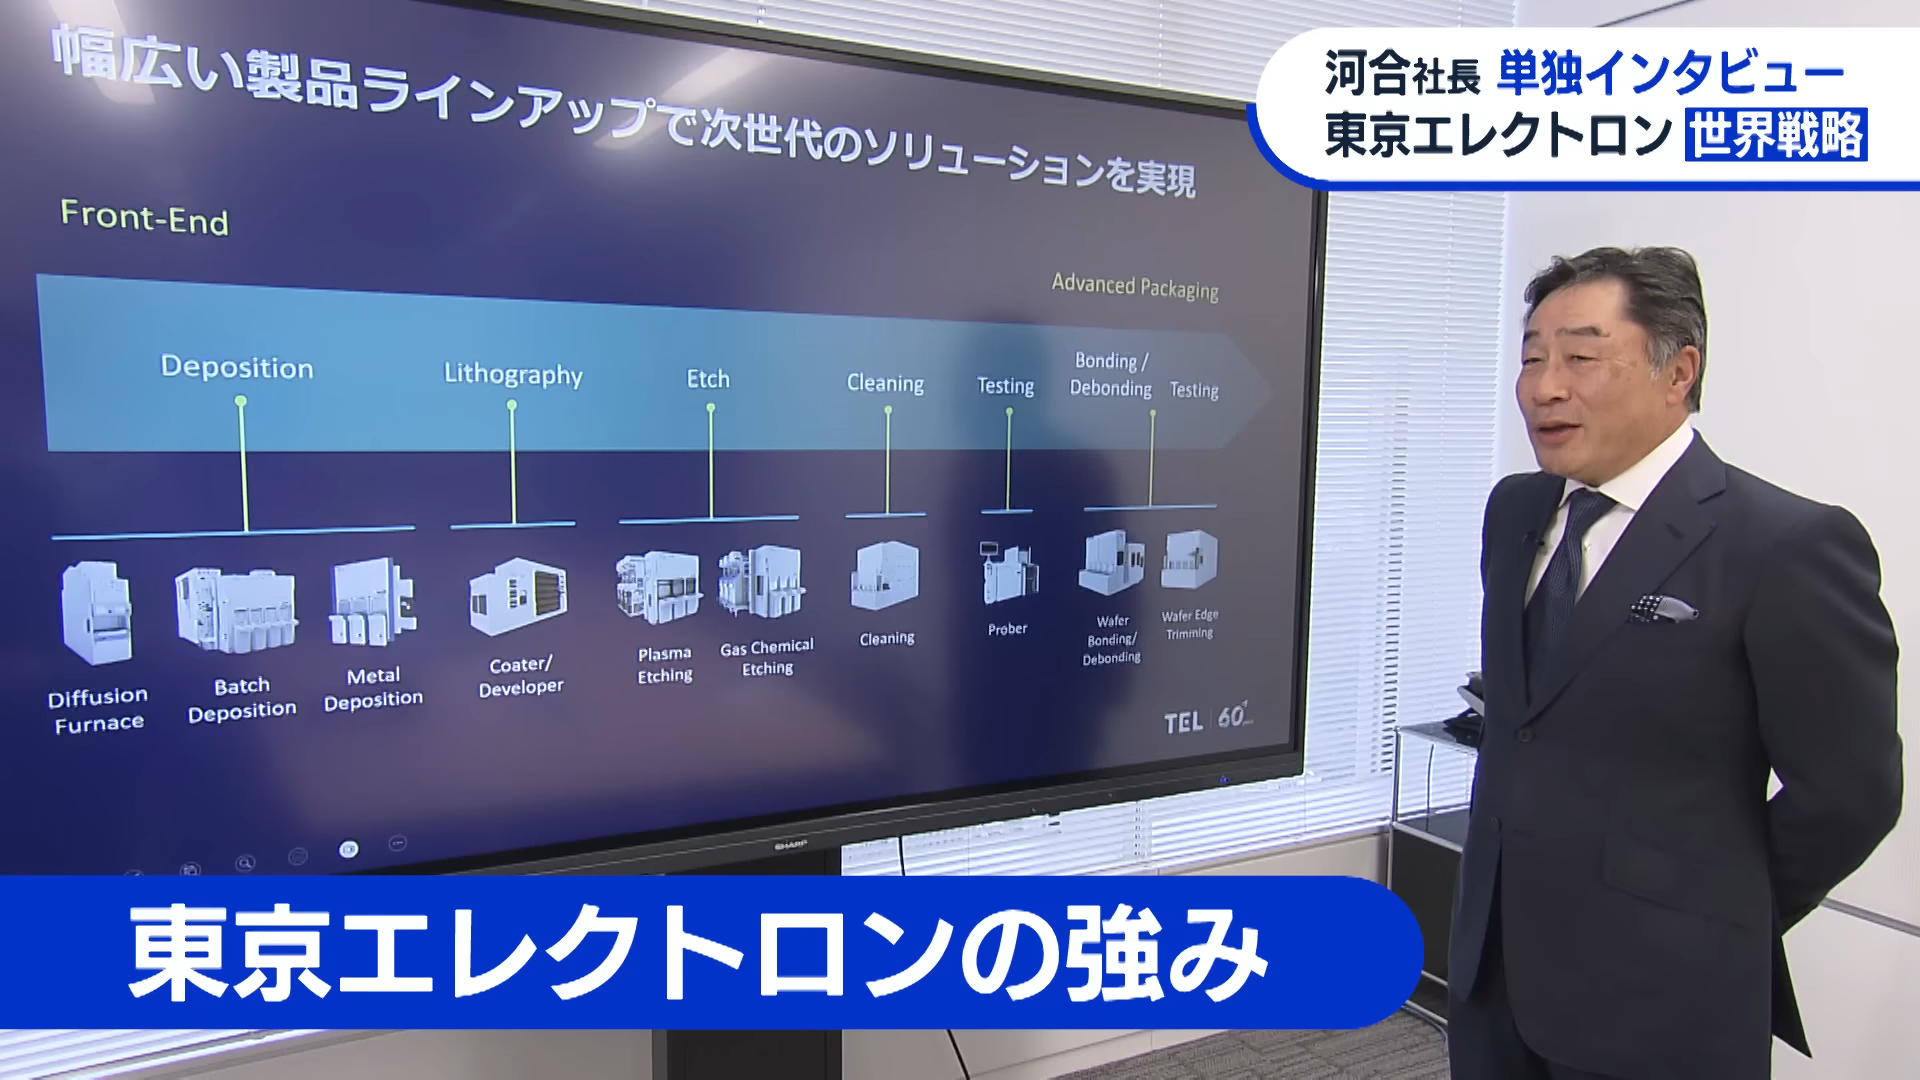 河合社長 単独インタビュー
東京エレクトロン 世界戦略
幅広い製品ラインアップで次世代のソリューションを実現
Front-End
Advanced Packaging
Deposition
Lithography
Etch
Cleaning
Testing
Bonding /
Debonding
Testing
Diffusion
Furnace
Batch
Deposition
Metal
Deposition
Coater/
Developer
Plasma
Etching
Gas Chemical
Etching
Cleaning
Prober
Wafer
Bonding/
Debonding
Wafer Edge
Trimming
TEL 60
SHARP
東京エレクトロンの強み